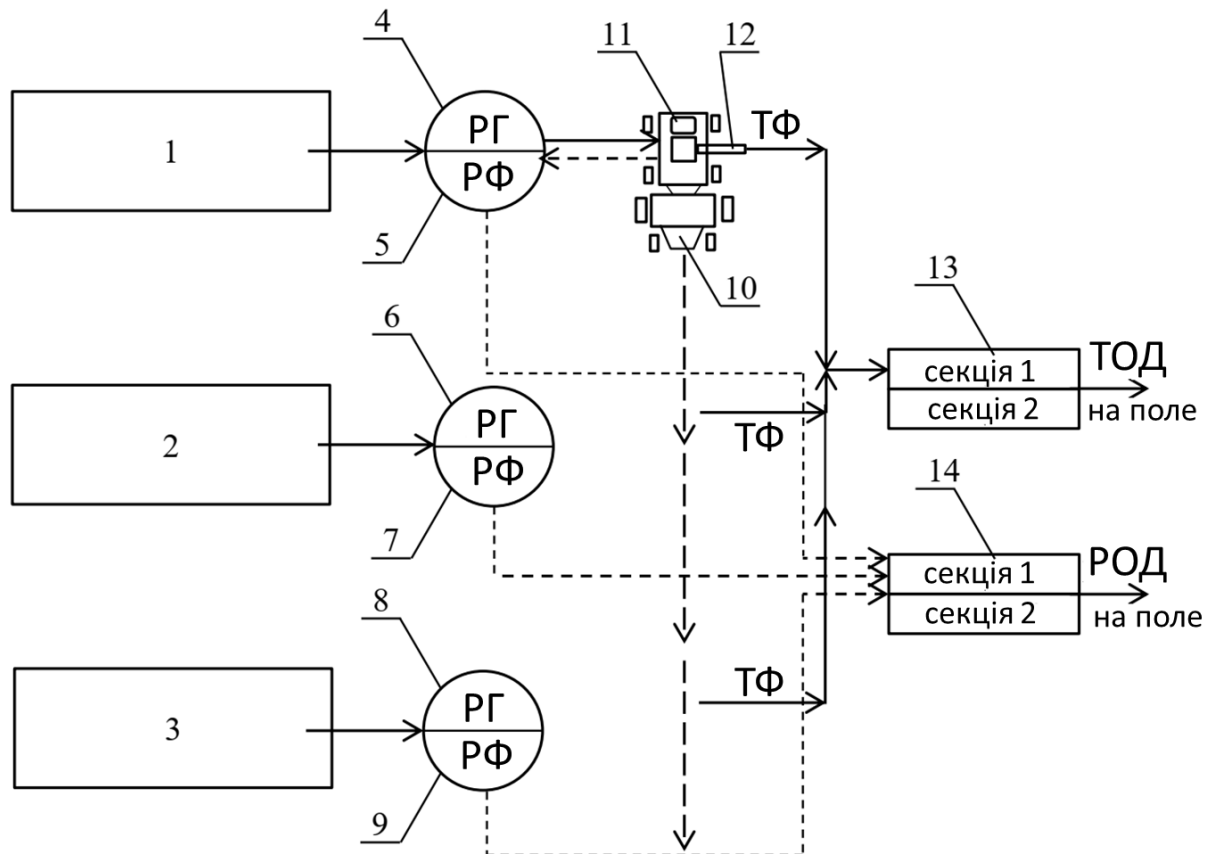 4
11
12
1
РГ
РФ
ТФ
5
10
13
6
секція 1
ТОД
2
РГ
РФ
ТФ
секція 2
на поле
7
14
8
секція 1
РОД
секція 2
на поле
3
РГ
РФ
ТФ
9